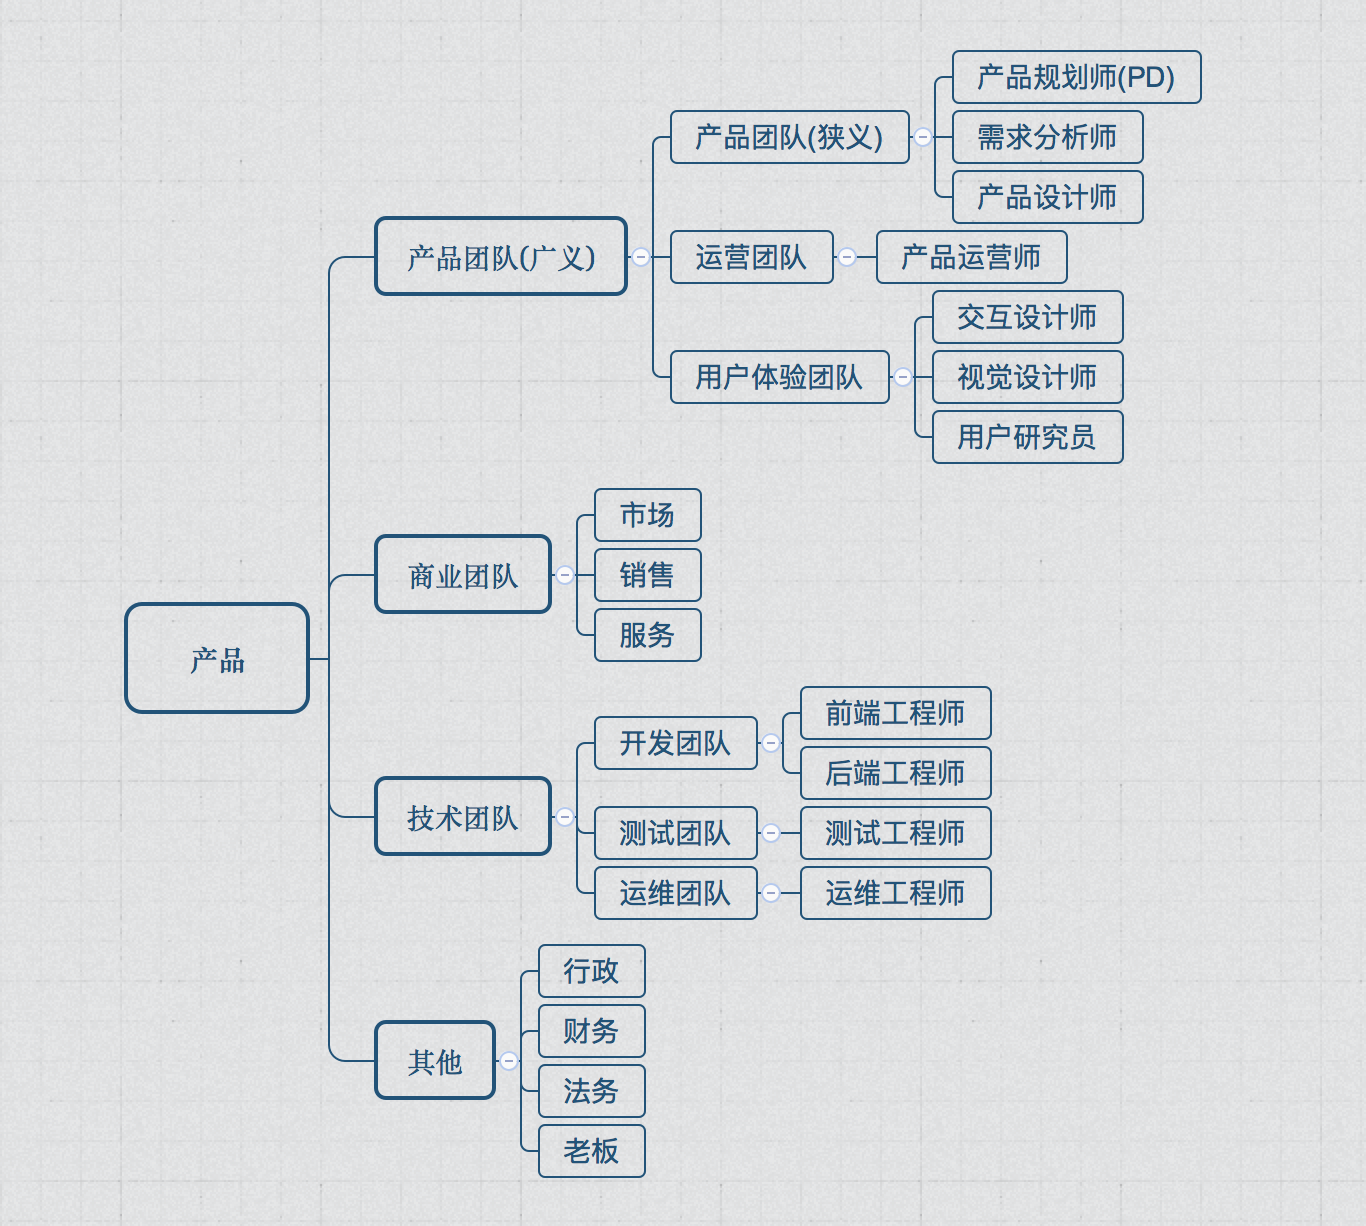 产品
产品团队(广义)
产品团队(狭义)
产品规划师(PD)
需求分析师
产品设计师
运营团队
产品运营师
用户体验团队
交互设计师
视觉设计师
用户研究员
商业团队
市场
销售
服务
技术团队
开发团队
前端工程师
后端工程师
测试团队
测试工程师
运维团队
运维工程师
其他
行政
财务
法务
老板